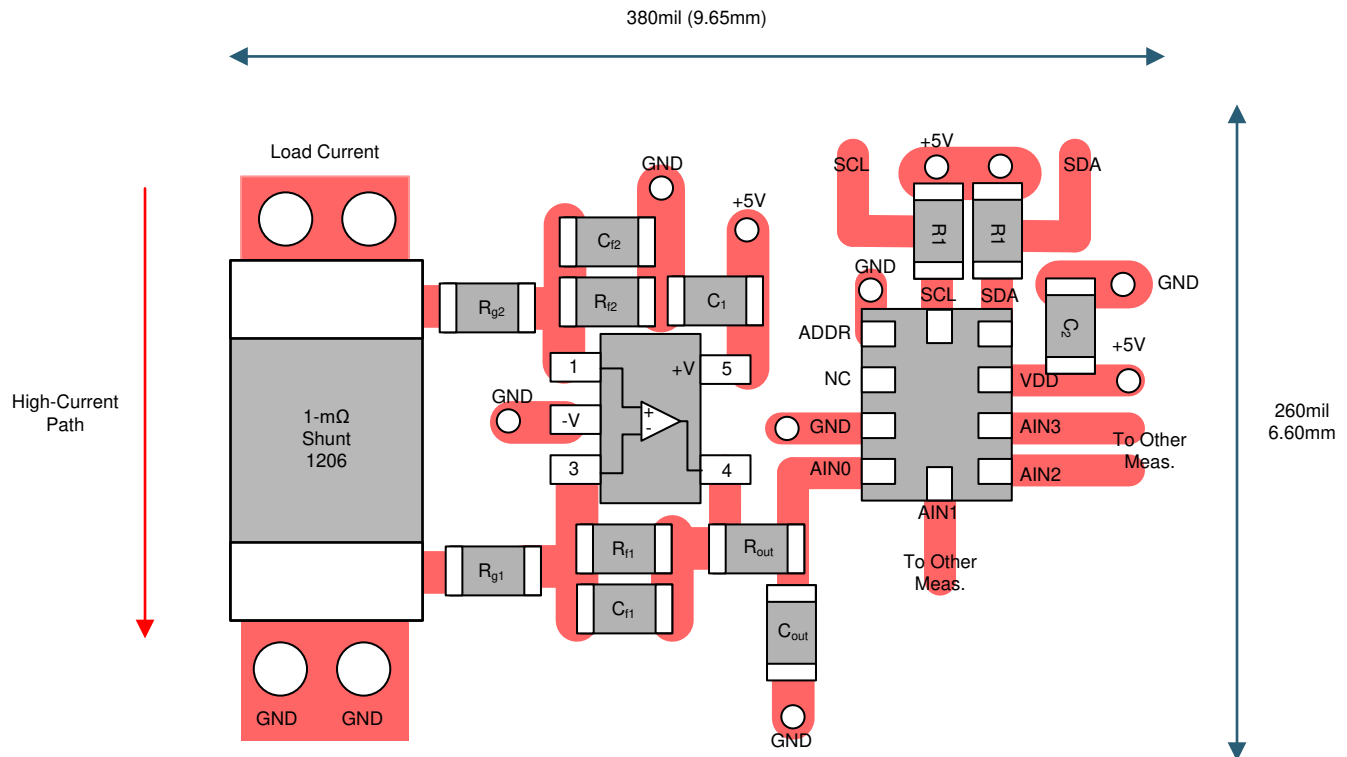 380mil (9.65mm)
Load Current
High-Current
Path
1-mΩ
Shunt
1206
GND
GND
Rg2
Rg1
Cf2
Rf2
GND
C1
+5V
1
+V
5
GND
-V
+
-
3
4
Rf1
Cf1
Rout
Cout
GND
SCL
+5V
SDA
R1
R1
GND
SCL
SDA
GND
ADDR
C2
+5V
NC
VDD
GND
AIN3
To Other
Meas.
AIN0
AIN2
AIN1
To Other
Meas.
260mil
6.60mm